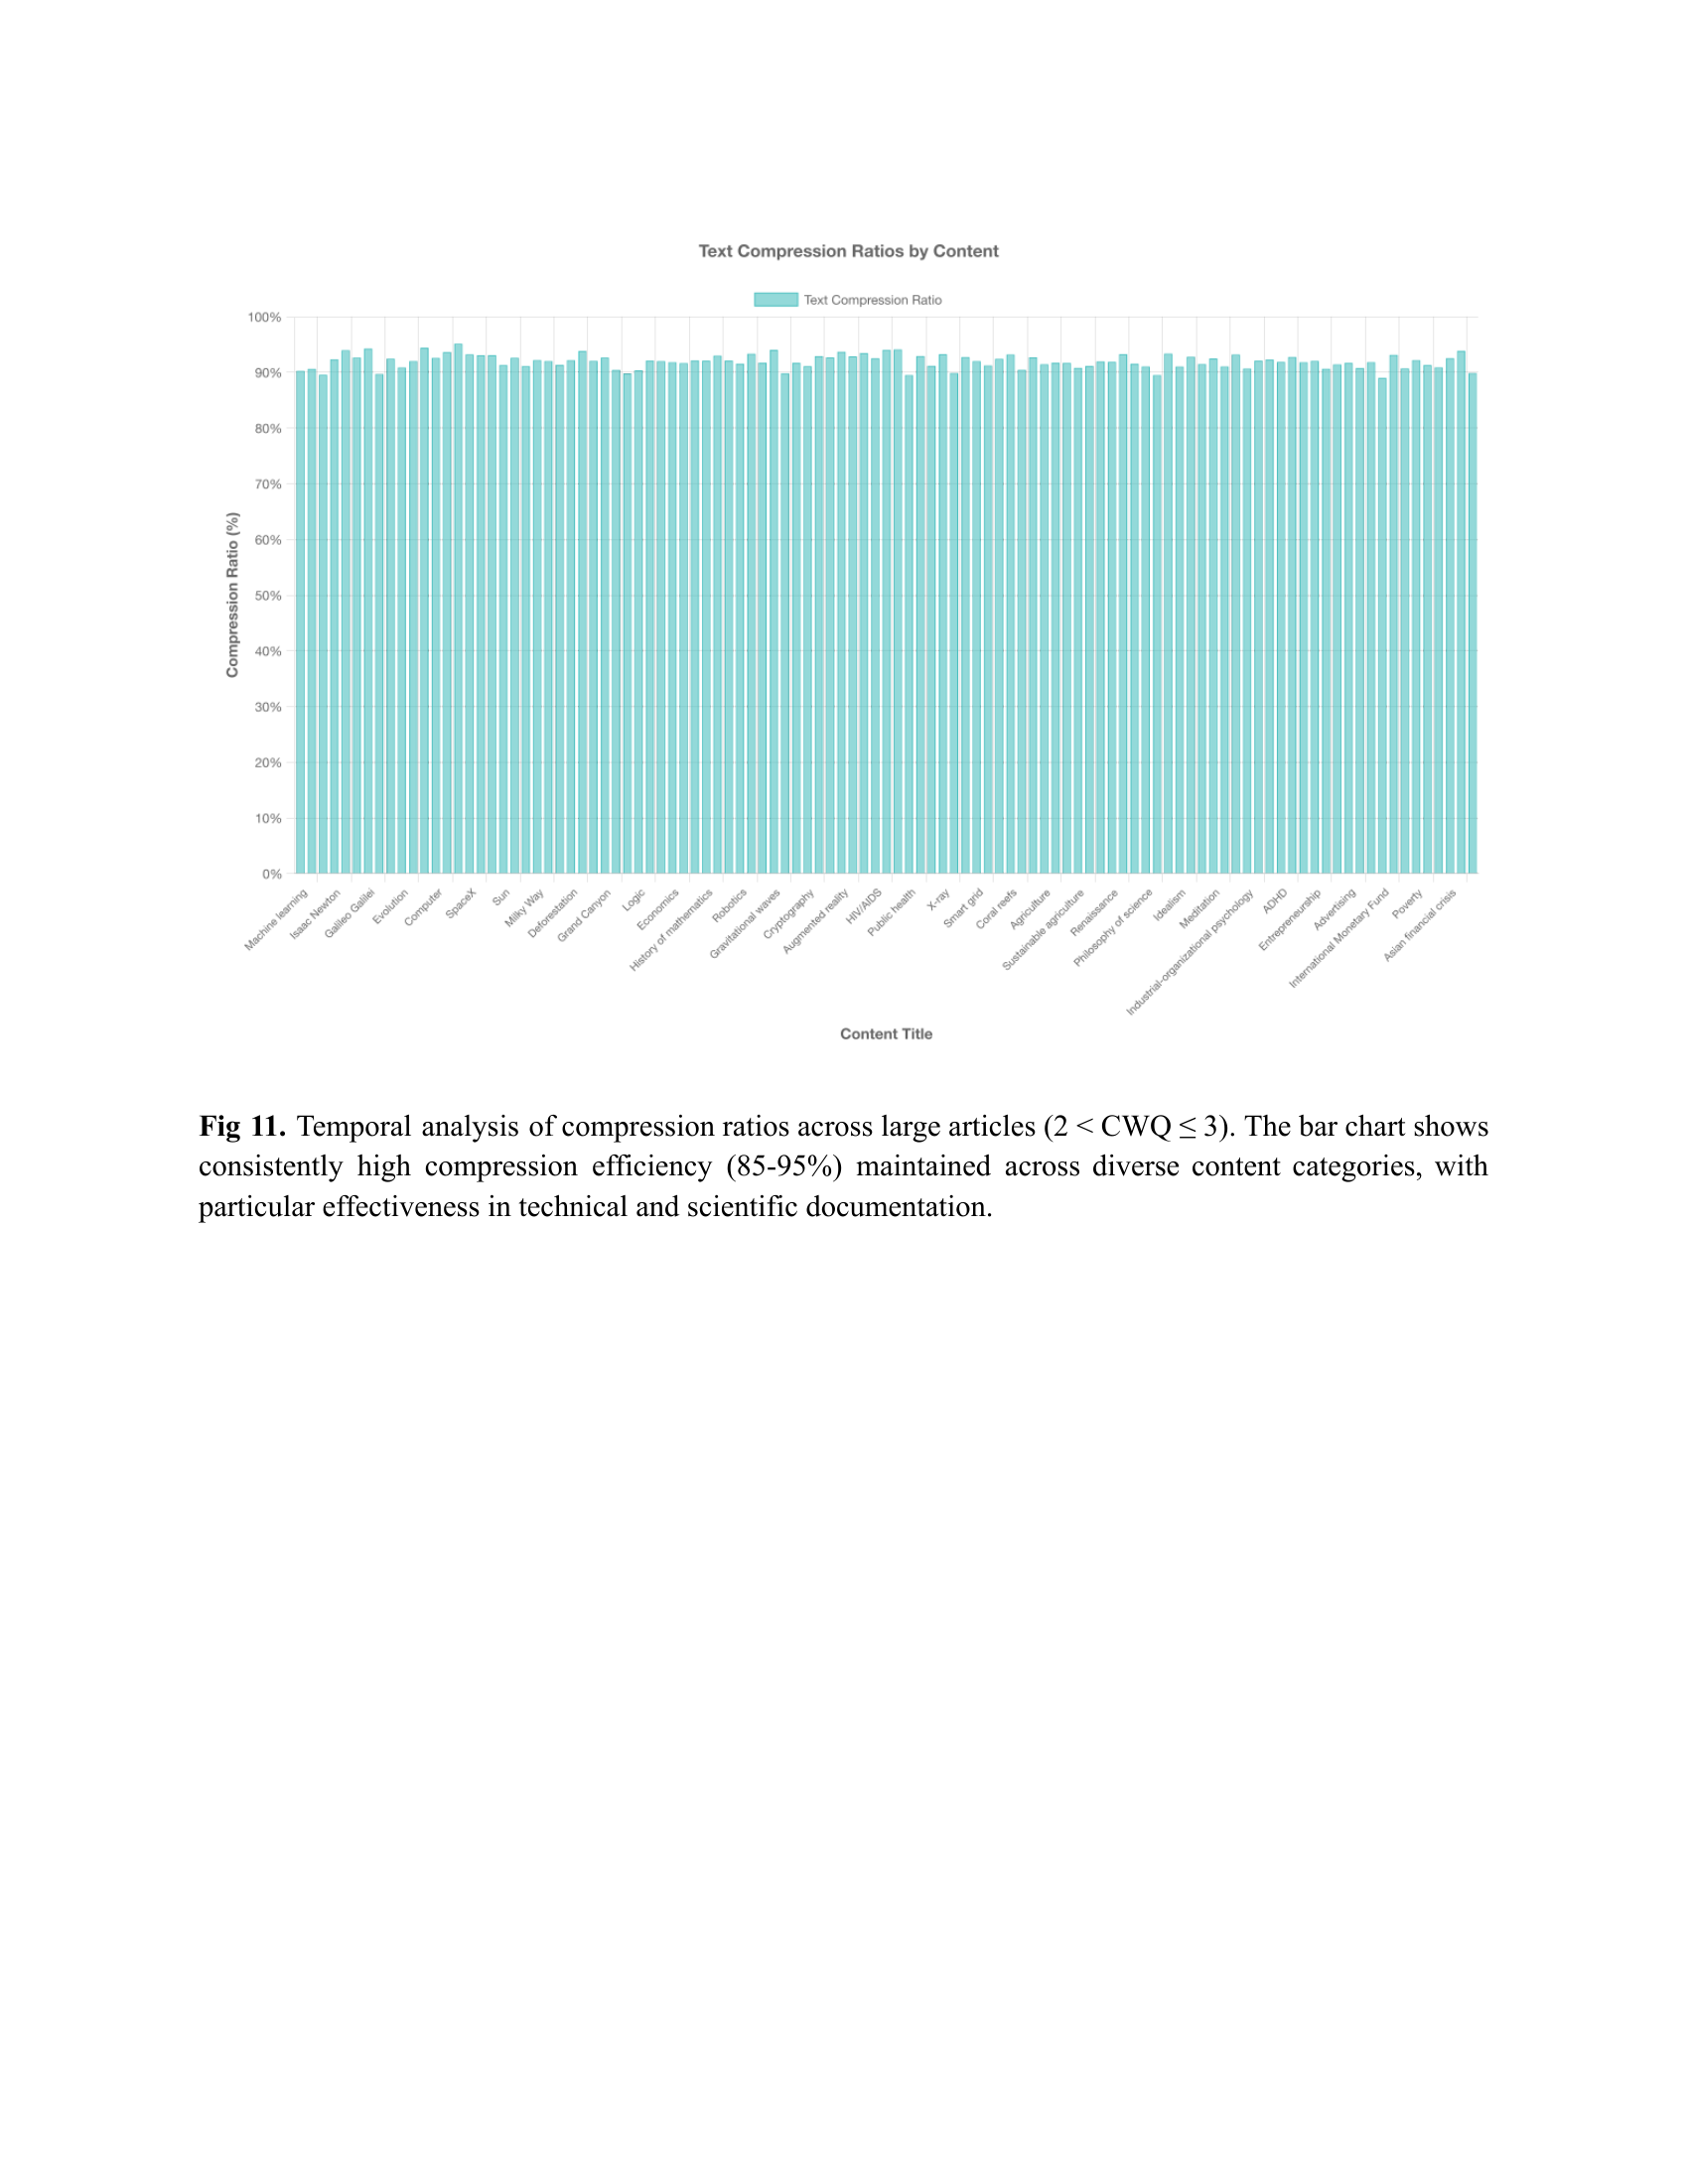 Text Compression Ratios by Content
Text Compression Ratio
100%
90%
80%
70%
60%
50%
40%
30%
20%
10%
0%
Compression Ratio (%)
Machine learning
Isaac Newton
Galileo Galilei
Evolution
Computer
SpaceX
Sun
Milky Way
Deforestation
Grand Canyon
Logic
Economics
History of mathematics
Robotics
Gravitational waves
Cryptography
Augmented reality
HIV/AIDS
Public health
X-ray
Smart grid
Coral reefs
Agriculture
Sustainable agriculture
Renaissance
Philosophy of science
Idealism
Meditation
Industrial-organizational psychology
ADHD
Entrepreneurship
Advertising
International Monetary Fund
Poverty
Asian financial crisis
Content Title
Fig 11. Temporal analysis of compression ratios across large articles (2 < CWQ ≤ 3). The bar chart shows
consistently high compression efficiency (85-95%) maintained across diverse content categories, with
particular effectiveness in technical and scientific documentation.